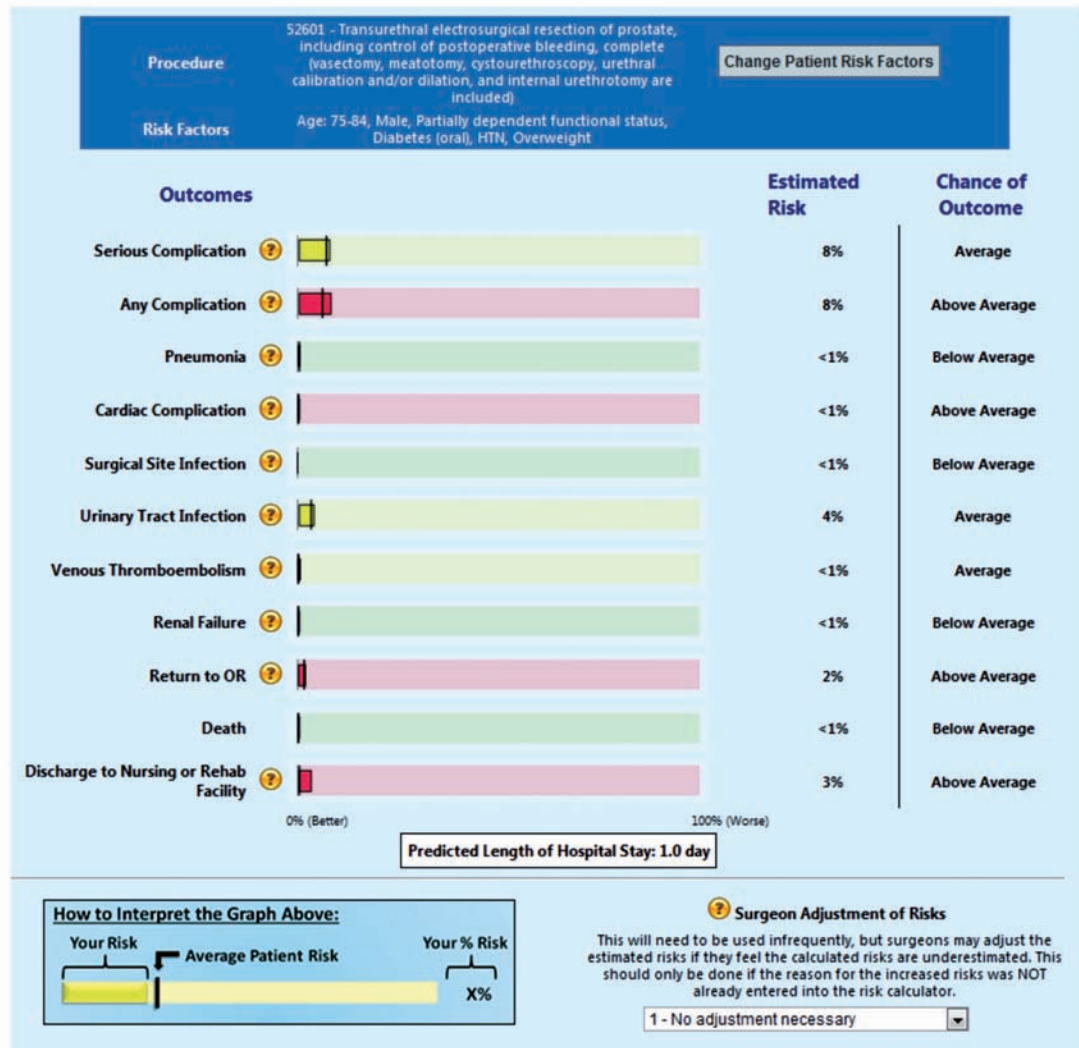 Procedure
52601 - Transurethral electrosurgical resection of prostate,
including control of postoperative bleeding, complete
(vasectomy, meatotomy, cystourethroscopy, urethral
calibration and/or dilation, and internal urethrotomy are
included)
Change Patient Risk Factors
Risk Factors
Age: 75-84, Male, Partially dependent functional status,
Diabetes (oral), HTN, Overweight
Outcomes
Estimated
Risk
Chance of
Outcome
Serious Complication ? 8% Average
Any Complication ? 8% Above Average
Pneumonia ? <1% Below Average
Cardiac Complication ? <1% Above Average
Surgical Site Infection ? <1% Below Average
Urinary Tract Infection ? 4% Average
Venous Thromboembolism ? <1% Average
Renal Failure ? <1% Below Average
Return to OR ? 2% Above Average
Death <1% Below Average
Discharge to Nursing or Rehab
Facility ? 3% Above Average
0% (Better) 100% (Worse)
Predicted Length of Hospital Stay: 1.0 day
How to Interpret the Graph Above:
Your Risk
Average Patient Risk
Your % Risk
X%
? Surgeon Adjustment of Risks
This will need to be used infrequently, but surgeons may adjust the
estimated risks if they feel the calculated risks are underestimated. This
should only be done if the reason for the increased risks was NOT
already entered into the risk calculator.
1 - No adjustment necessary